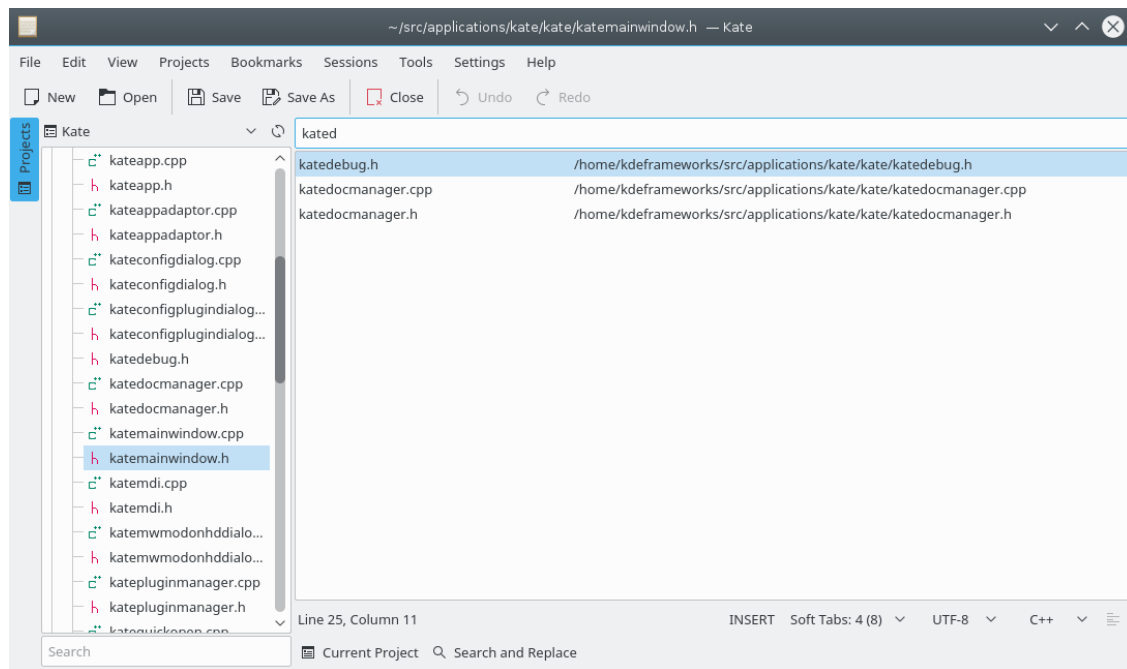 ~/src/applications/kate/kate/katemainwindow.h — Kate
File Edit View Projects Bookmarks Sessions Tools Settings Help
New Open Save Save As Close Undo Redo
Projects
Kate
kateapp.cpp
kateapp.h
kateappadaptor.cpp
kateappadaptor.h
kateconfigdialog.cpp
kateconfigdialog.h
kateconfigplugindialog...
kateconfigplugindialog...
katedebug.h
katedocmanager.cpp
katedocmanager.h
katemainwindow.cpp
katemainwindow.h
katemdi.cpp
katemdi.h
katemwmodonhddialo...
katemwmodonhddialo...
katepluginmanager.cpp
katepluginmanager.h
katequickopen.cpp
Search
kated
katedebug.h /home/kdeframeworks/src/applications/kate/kate/katedebug.h
katedocmanager.cpp /home/kdeframeworks/src/applications/kate/kate/katedocmanager.cpp
katedocmanager.h /home/kdeframeworks/src/applications/kate/kate/katedocmanager.h
Line 25, Column 11 INSERT Soft Tabs: 4 (8) UTF-8 C++
Current Project Search and Replace